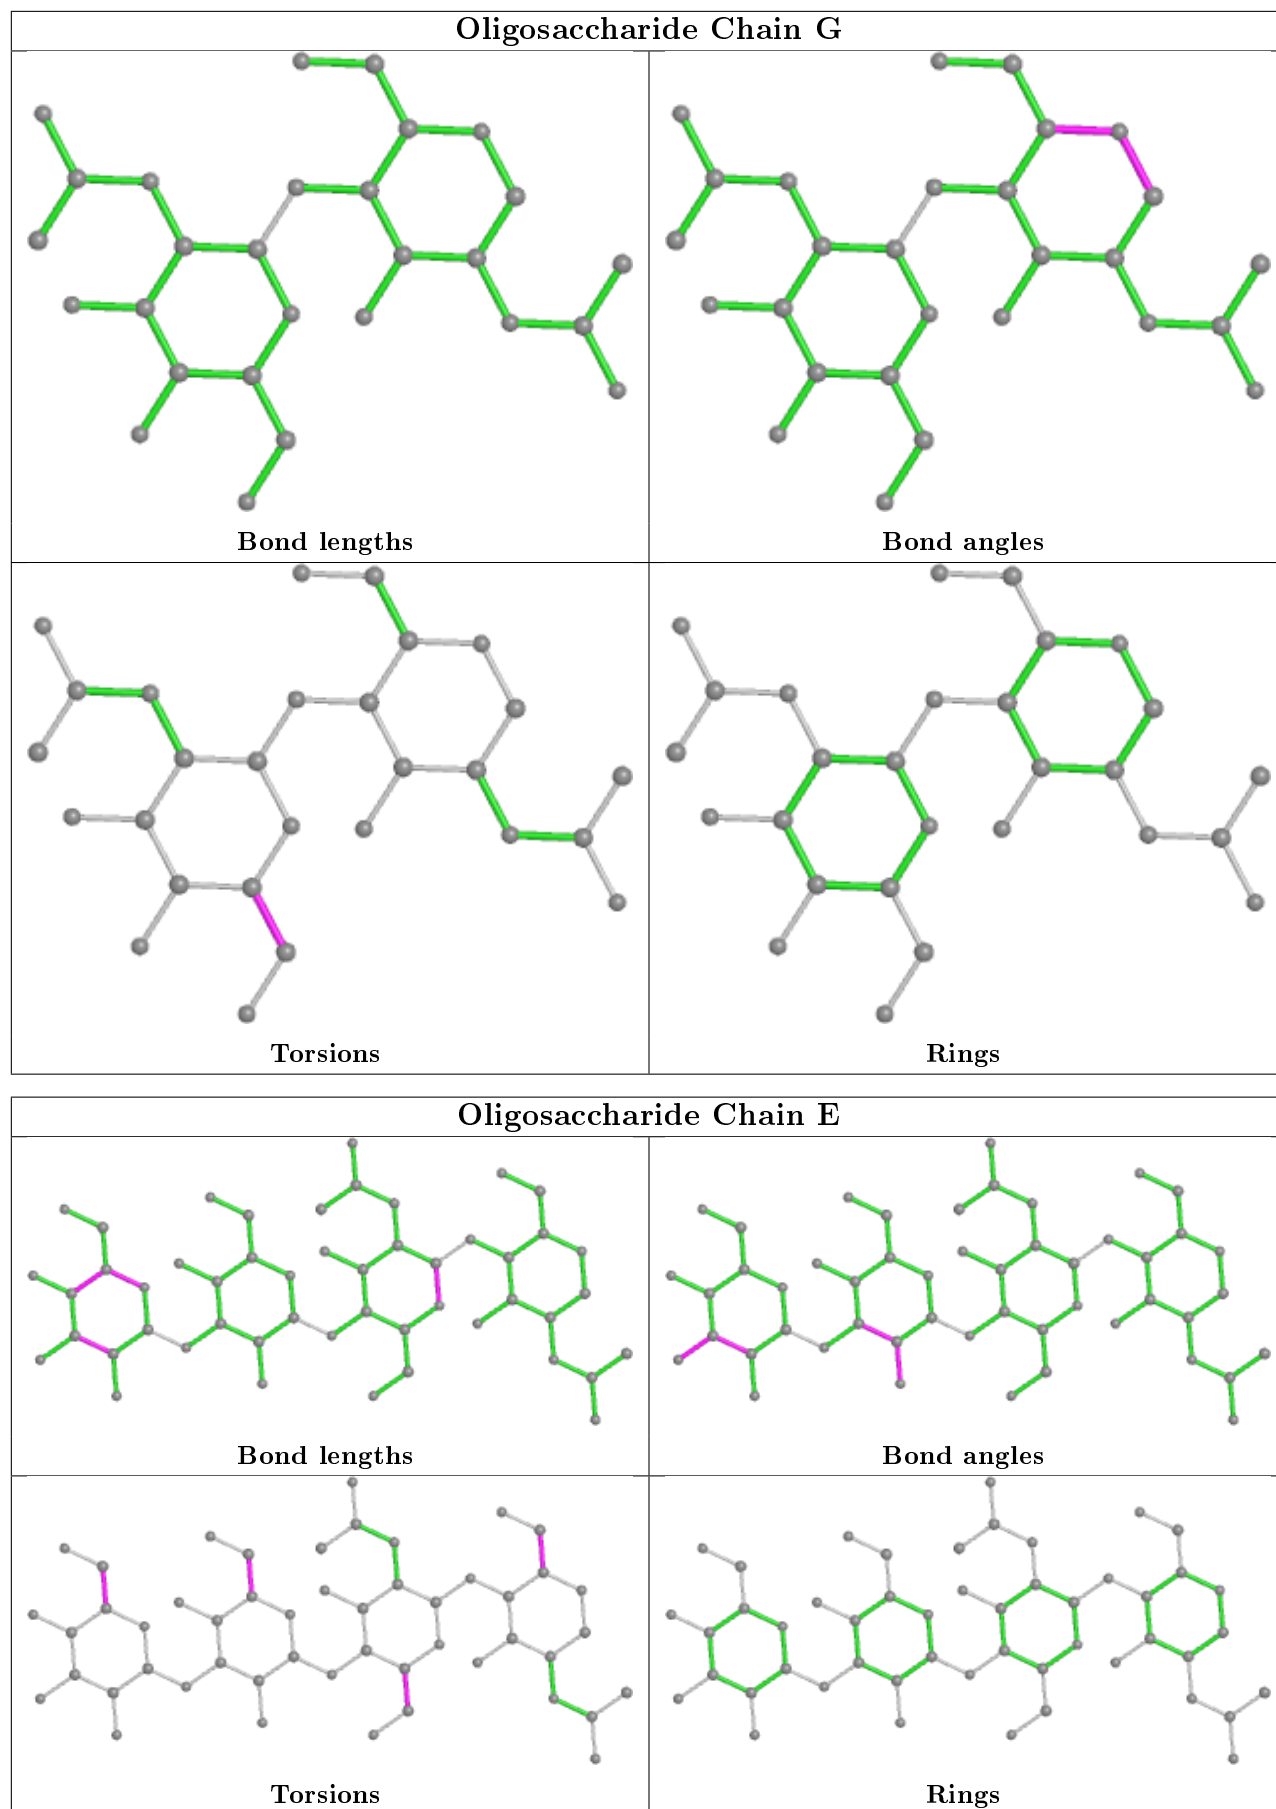 Oligosaccharide Chain G
Bond lengths
Bond angles
Torsions
Rings
Oligosaccharide Chain E
Bond lengths
Bond angles
Torsions
Rings